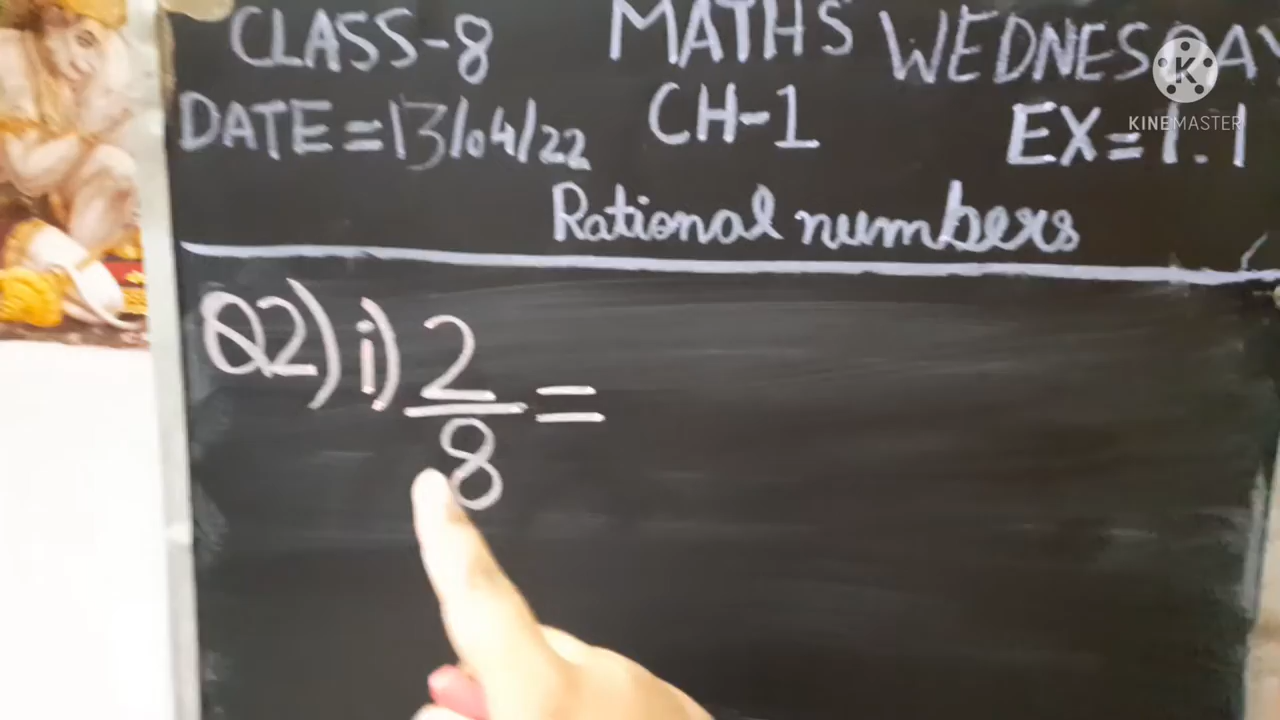 CLASS-8 MATHS WEDNESDAY
DATE=13/04/22 CH-1 EX=1.1
Rational numbers
Q2) i) 2/8 =
K
KINEMASTER